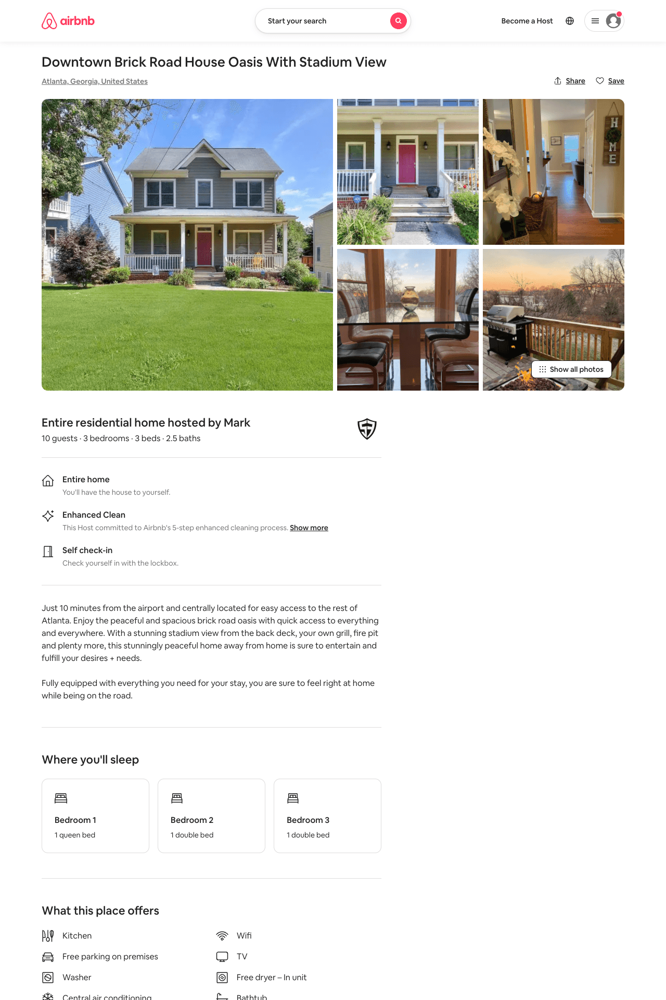 airbnb
Start your search
Become a Host
Downtown Brick Road House Oasis With Stadium View
Atlanta, Georgia, United States
Share
Save
HOME
ADT
Show all photos
Entire residential home hosted by Mark
10 guests · 3 bedrooms · 3 beds · 2.5 baths
Entire home
You'll have the house to yourself.
Enhanced Clean
This Host committed to Airbnb's 5-step enhanced cleaning process. Show more
Self check-in
Check yourself in with the lockbox.
Just 10 minutes from the airport and centrally located for easy access to the rest of
Atlanta. Enjoy the peaceful and spacious brick road oasis with quick access to everything
and everywhere. With a stunning stadium view from the back deck, your own grill, fire pit
and plenty more, this stunningly peaceful home away from home is sure to entertain and
fulfill your desires + needs.
Fully equipped with everything you need for your stay, you are sure to feel right at home
while being on the road.
Where you'll sleep
Bedroom 1
1 queen bed
Bedroom 2
1 double bed
Bedroom 3
1 double bed
What this place offers
Kitchen
Wifi
Free parking on premises
TV
Washer
Free dryer – In unit
Central air conditioning
Bathtub